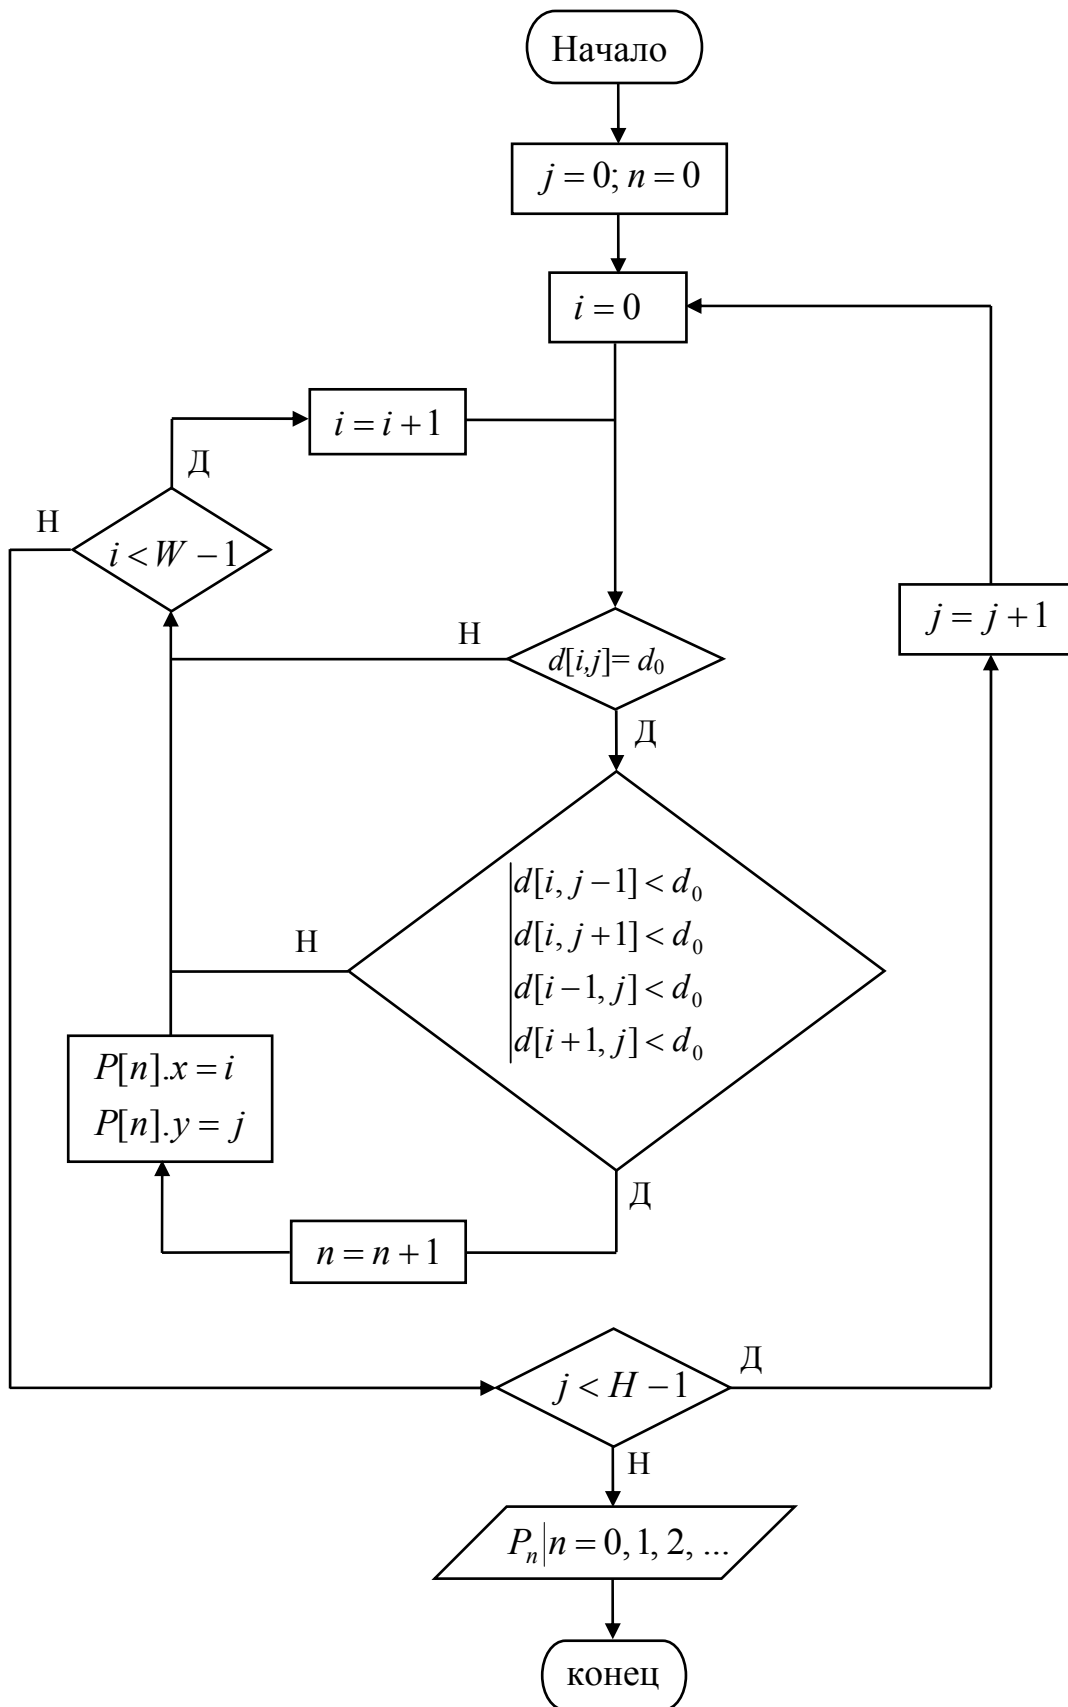 Начало
j = 0; n = 0
i = 0
i = i + 1
Д
Н
i < W − 1
j = j + 1
Н
d[i,j]= d₀
Д
d[i, j − 1] < d₀
d[i, j + 1] < d₀
Н
d[i − 1, j] < d₀
d[i + 1, j] < d₀
P[n].x = i
P[n].y = j
Д
n = n + 1
Д
j < H − 1
Н
Pₙ|n = 0, 1, 2, ...
конец